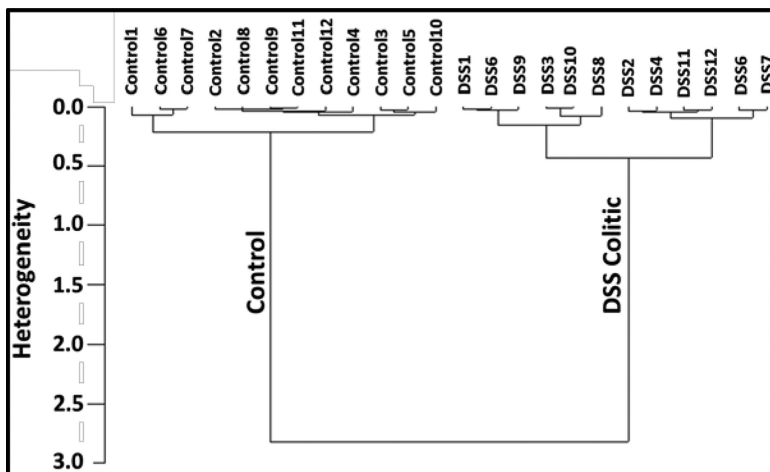 Control1
Control6
Control7
Control2
Control8
Control9
Control11
Control12
Control4
Control3
Control5
Control10
DSS1
DSS6
DSS9
DSS3
DSS10
DSS8
DSS2
DSS4
DSS11
DSS12
DSS6
DSS7
Heterogeneity
0.0
0.5
1.0
1.5
2.0
2.5
3.0
Control
DSS Colitic